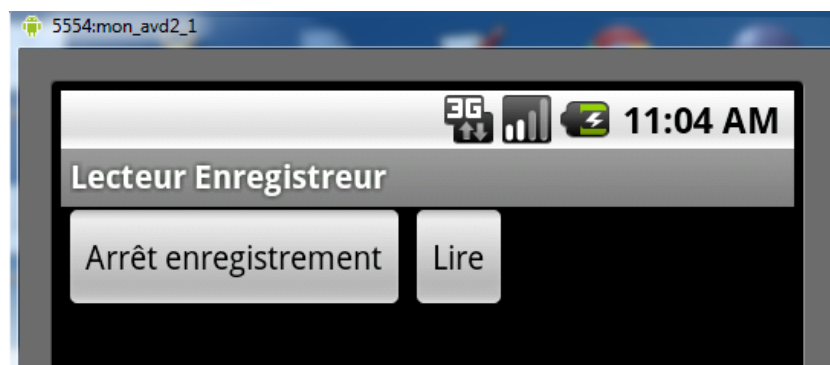 5554:mon_avd2_1
3G 11:04 AM
Lecteur Enregistreur
Arrêt enregistrement Lire